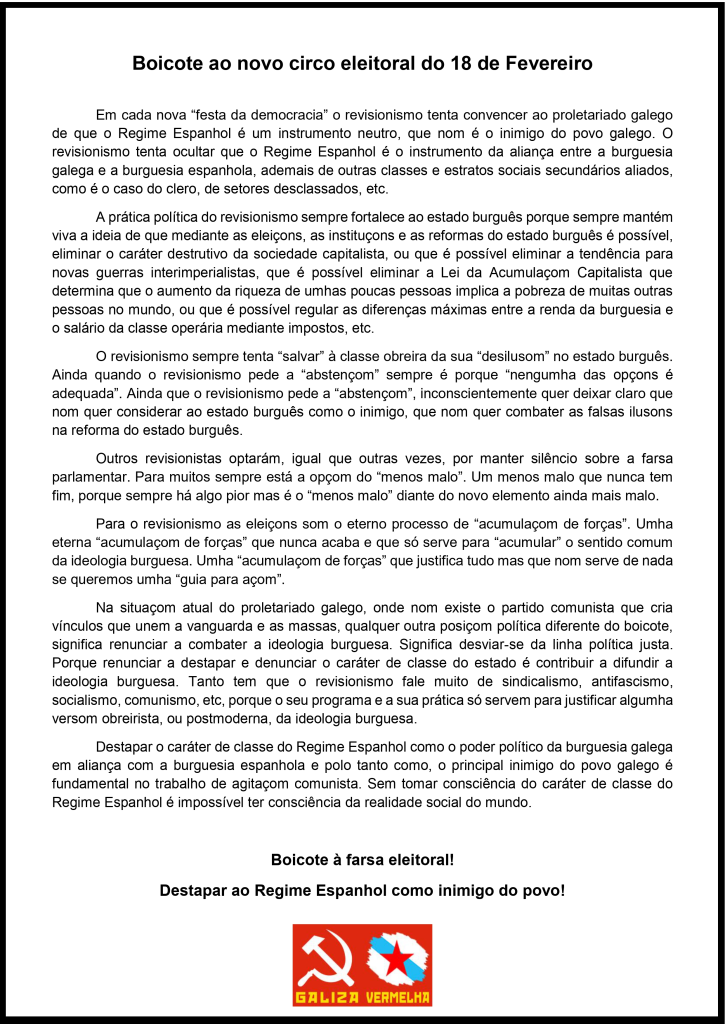 Boicote ao novo circo eleitoral do 18 de Fevereiro
Em cada nova “festa da democracia” o revisionismo tenta convencer ao proletariado galego
de que o Regime Espanhol é um instrumento neutro, que nom é o inimigo do povo galego. O
revisionismo tenta ocultar que o Regime Espanhol é o instrumento da aliança entre a burguesia
galega e a burguesia espanhola, ademais de outras classes e estratos sociais secundários aliados,
como é o caso do clero, de setores desclassados, etc.
A prática política do revisionismo sempre fortalece ao estado burguês porque sempre mantém
viva a ideia de que mediante as eleiçons, as instituçons e as reformas do estado burguês é possível,
eliminar o caráter destrutivo da sociedade capitalista, ou que é possível eliminar a tendência para
novas guerras interimperialistas, que é possível eliminar a Lei da Acumulaçom Capitalista que
determina que o aumento da riqueza de umhas poucas pessoas implica a pobreza de muitas outras
pessoas no mundo, ou que é possível regular as diferenças máximas entre a renda da burguesia e
o salário da classe operária mediante impostos, etc.
O revisionismo sempre tenta “salvar” à classe obreira da sua “desilusom” no estado burguês.
Ainda quando o revisionismo pede a “abstençom” sempre é porque “nengumha das opçons é
adequada”. Ainda que o revisionismo pede a “abstençom”, inconscientemente quer deixar claro que
nom quer considerar ao estado burguês como o inimigo, que nom quer combater as falsas ilusons
na reforma do estado burguês.
Outros revisionistas optarám, igual que outras vezes, por manter silêncio sobre a farsa
parlamentar. Para muitos sempre está a opçom do “menos malo”. Um menos malo que nunca tem
fim, porque sempre há algo pior mas é o “menos malo” diante do novo elemento ainda mais malo.
Para o revisionismo as eleiçons som o eterno processo de “acumulaçom de forças”. Umha
eterna “acumulaçom de forças” que nunca acaba e que só serve para “acumular” o sentido comum
da ideologia burguesa. Umha “acumulaçom de forças” que justifica tudo mas que nom serve de nada
se queremos umha “guia para açom”.
Na situaçom atual do proletariado galego, onde nom existe o partido comunista que cria
vínculos que unem a vanguarda e as massas, qualquer outra posiçom política diferente do boicote,
significa renunciar a combater a ideologia burguesa. Significa desviar-se da linha política justa.
Porque renunciar a destapar e denunciar o caráter de classe do estado é contribuir a difundir a
ideologia burguesa. Tanto tem que o revisionismo fale muito de sindicalismo, antifascismo,
socialismo, comunismo, etc, porque o seu programa e a sua prática só servem para justificar algumha
versom obreirista, ou postmoderna, da ideologia burguesa.
Destapar o caráter de classe do Regime Espanhol como o poder político da burguesia galega
em aliança com a burguesia espanhola e polo tanto como, o principal inimigo do povo galego é
fundamental no trabalho de agitaçom comunista. Sem tomar consciência do caráter de classe do
Regime Espanhol é impossível ter consciência da realidade social do mundo.
Boicote à farsa eleitoral!
Destapar ao Regime Espanhol como inimigo do povo!
GALIZA VERMELHA